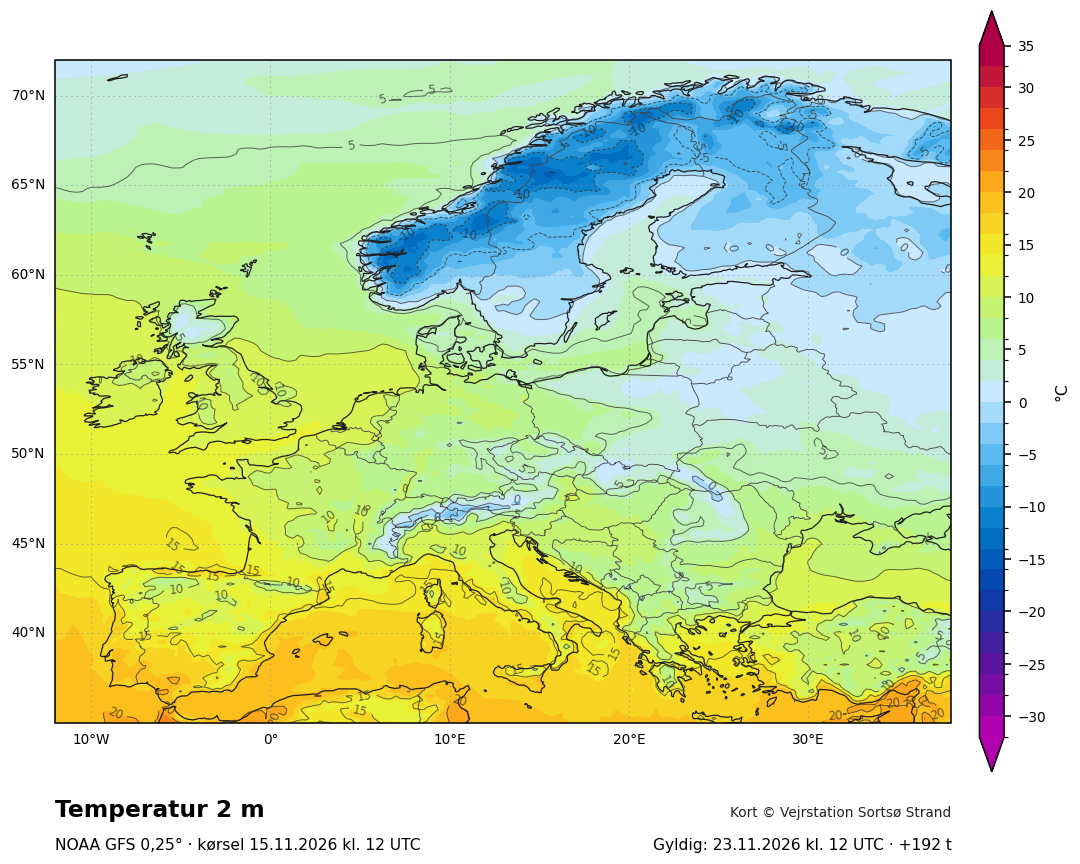 70°N
65°N
60°N
55°N
50°N
45°N
40°N
10°W
0°
10°E
20°E
30°E
35
30
25
20
15
10
5
0
−5
−10
−15
−20
−25
−30
°C
Temperatur 2 m
Kort © Vejrstation Sortsø Strand
NOAA GFS 0,25° · kørsel 15.11.2026 kl. 12 UTC
Gyldig: 23.11.2026 kl. 12 UTC · +192 t